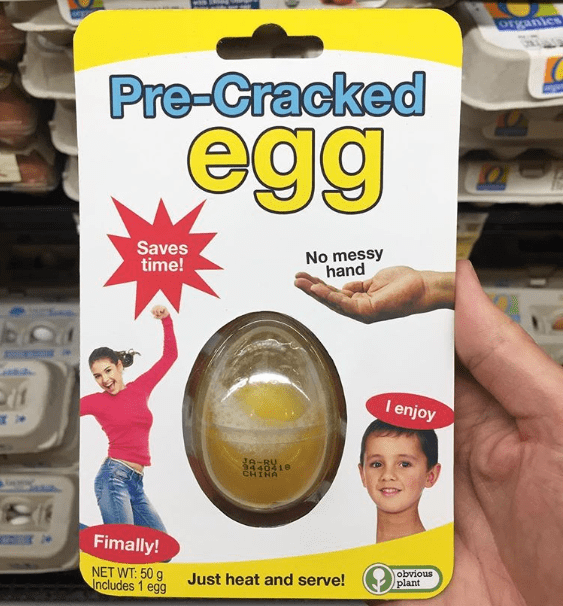 organics
Pre-Cracked
egg
Saves
time!
No messy
hand
I enjoy
JA-RU
9440410
CHINA
Fimally!
NET WT: 50 g
Includes 1 egg
Just heat and serve!
obvious
plant